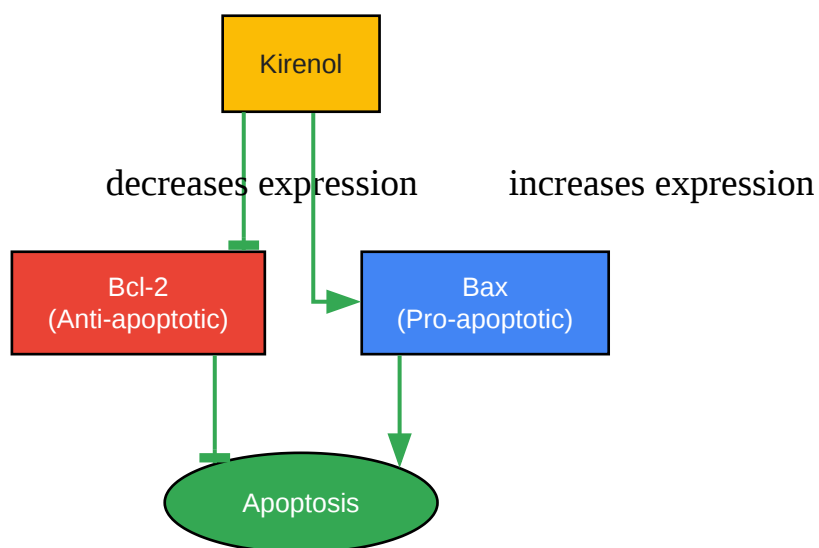 Kirenol
decreases expression
increases expression
Bcl-2
(Anti-apoptotic)
Bax
(Pro-apoptotic)
Apoptosis